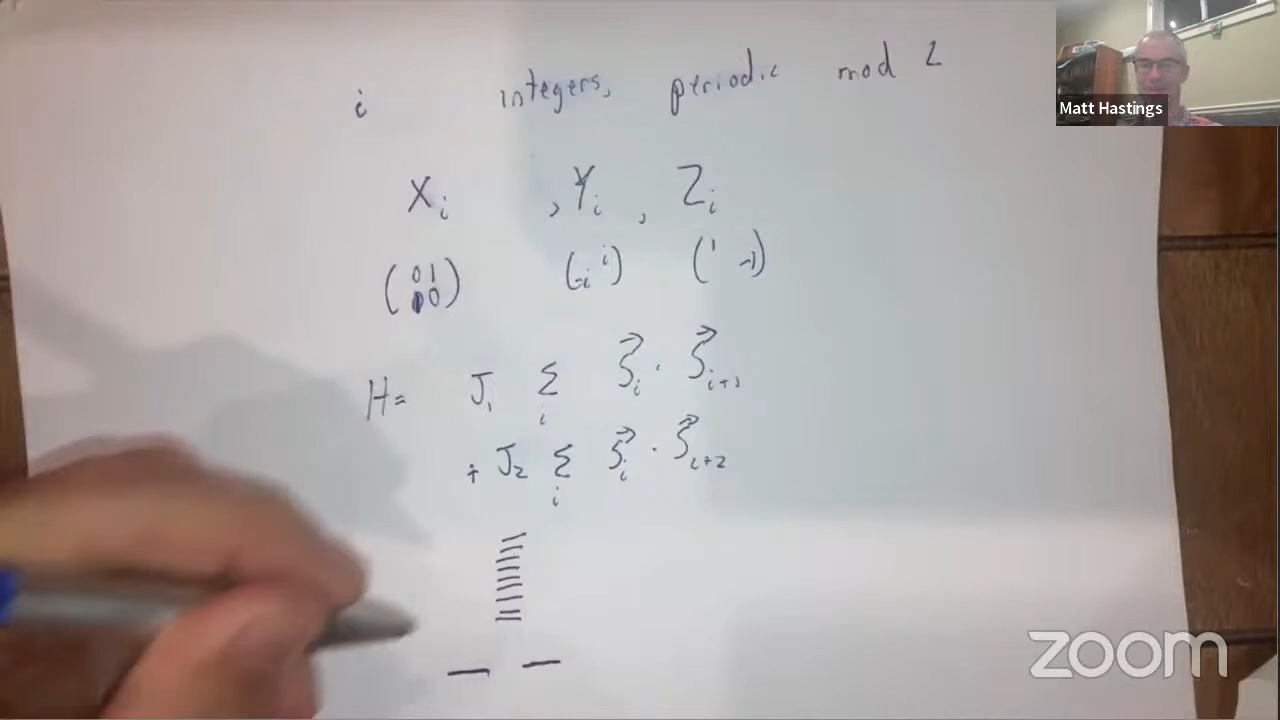 i integers, periodic mod L
Matt Hastings
X_i , Y_i , Z_i
(0 1 / 1 0) (-i i) (1 -1)
H = J_1 Σ_i S⃗_i · S⃗_{i+1}
+ J_2 Σ_i S⃗_i · S⃗_{i+2}
zoom